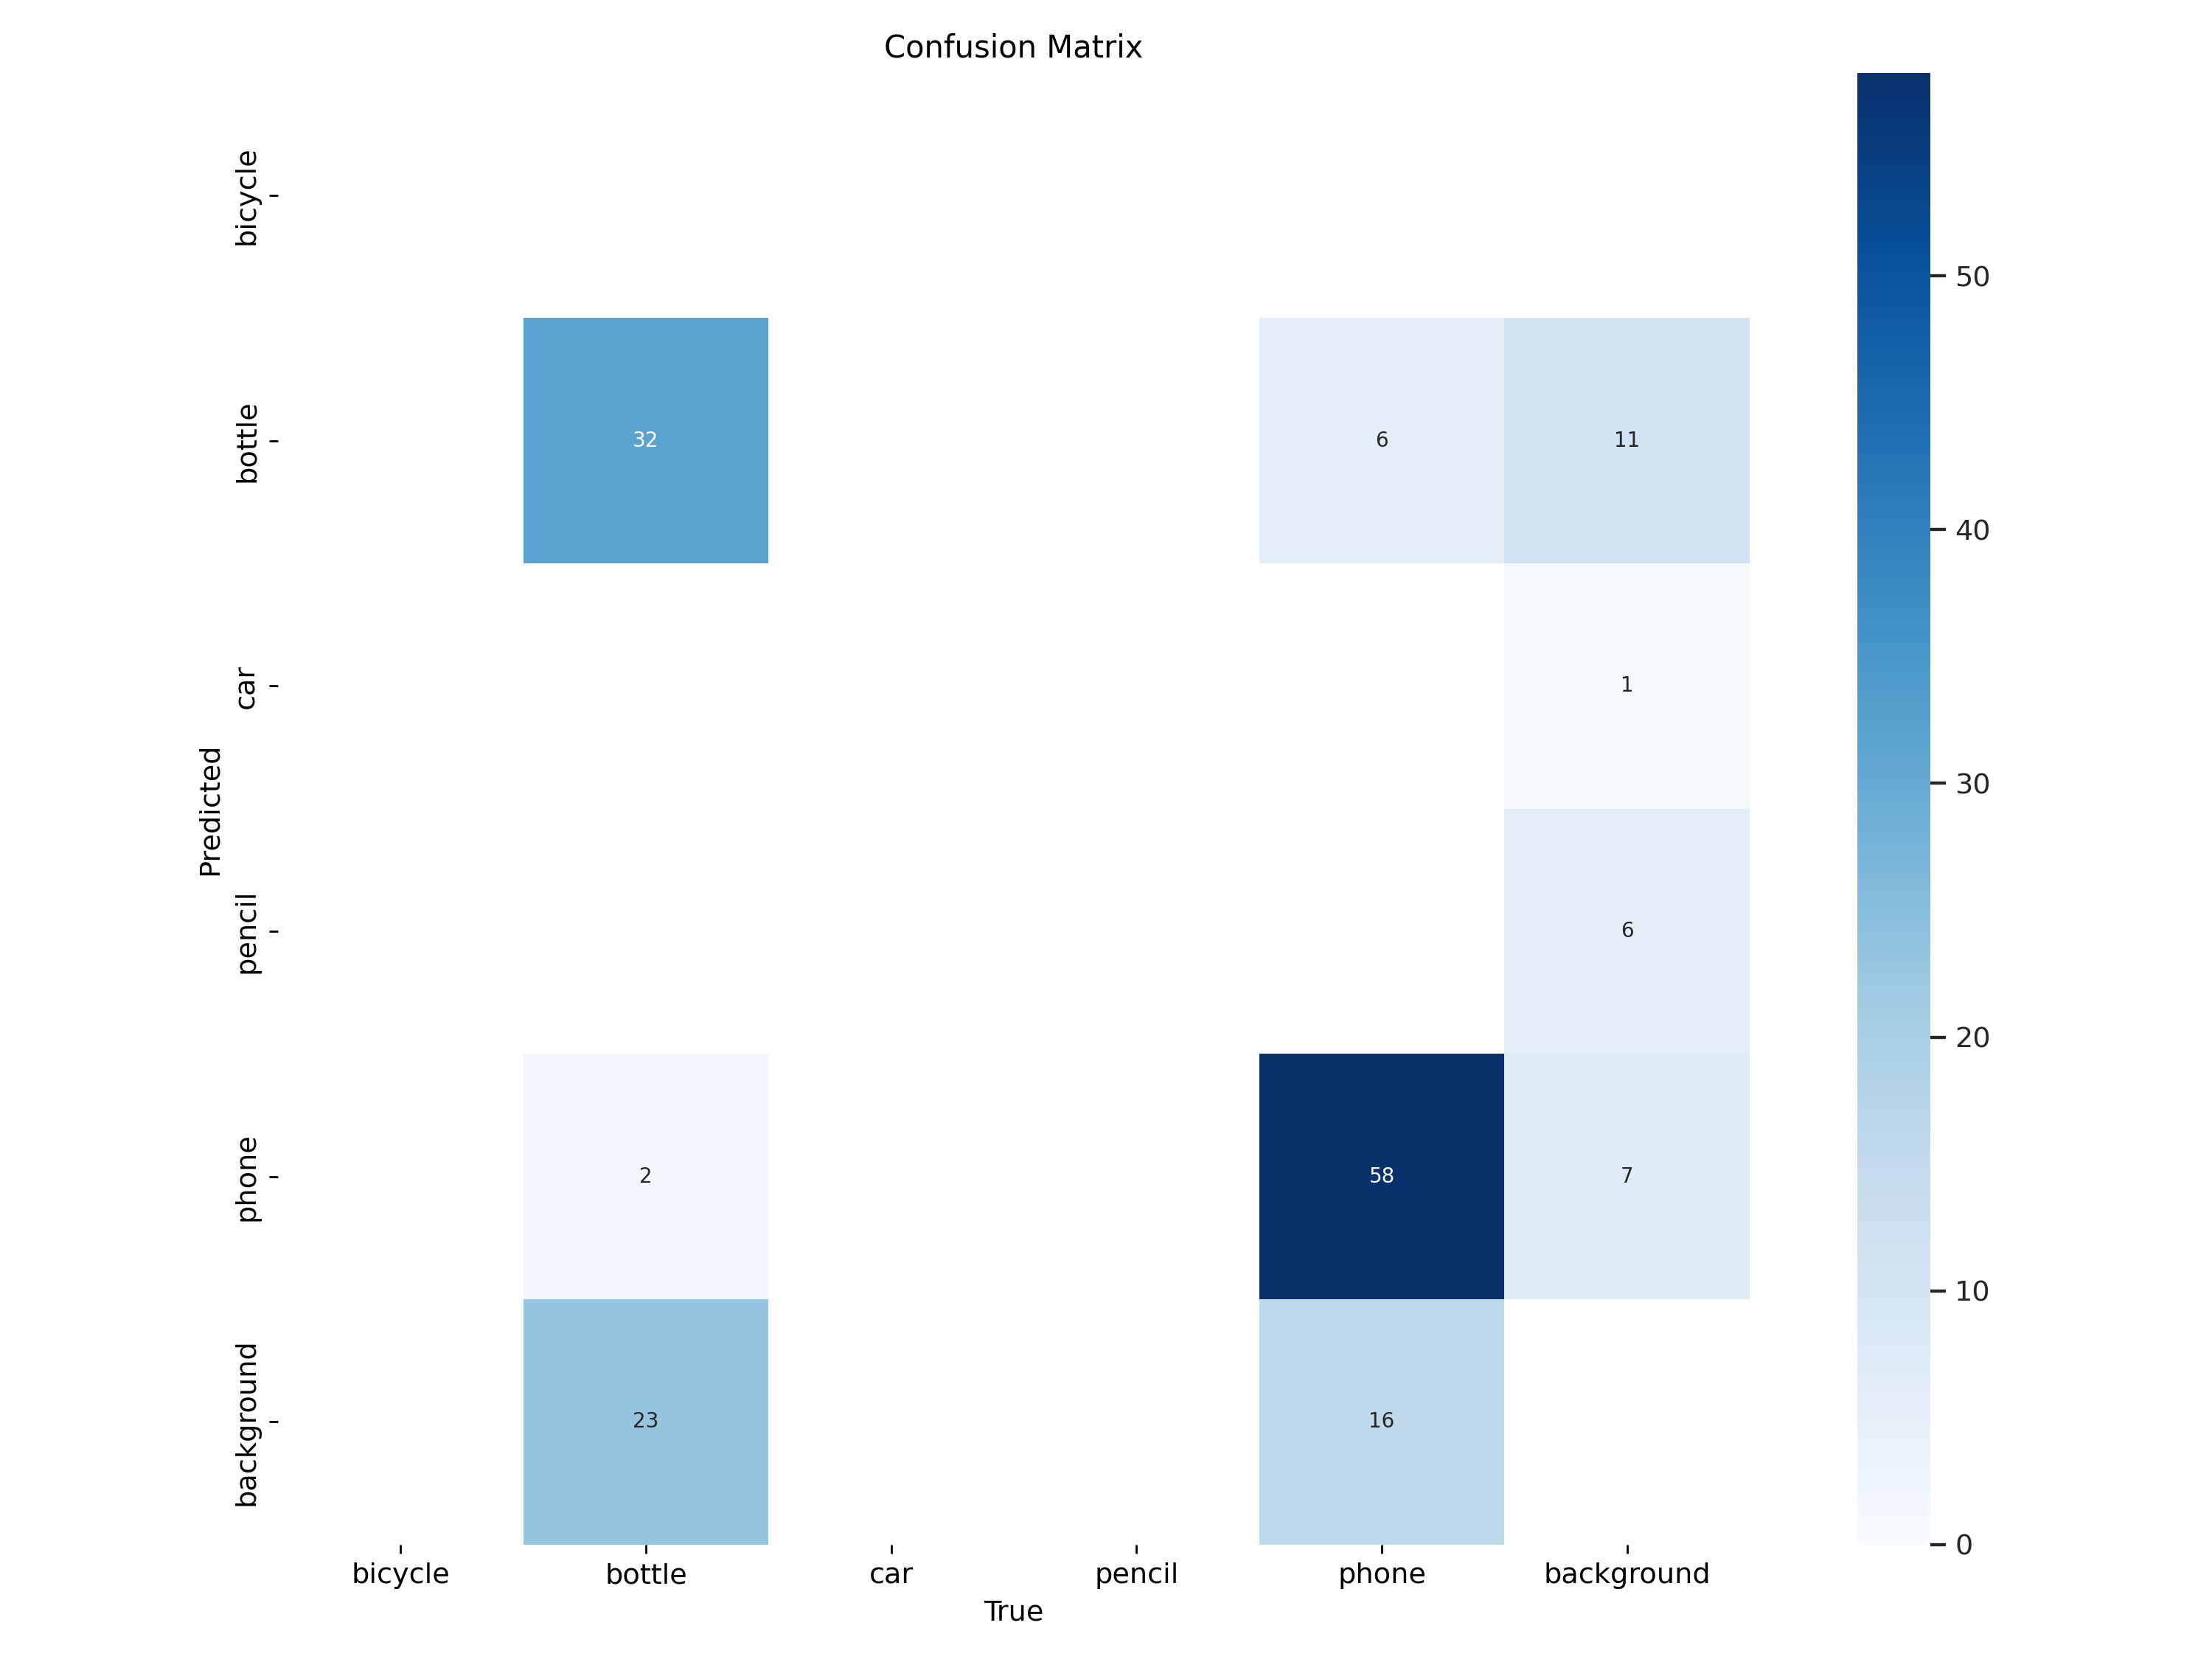 Confusion Matrix
bicycle
bottle
car
pencil
phone
background
Predicted
32
6
11
1
6
2
58
7
23
16
bicycle
bottle
car
pencil
phone
background
True
50
40
30
20
10
0